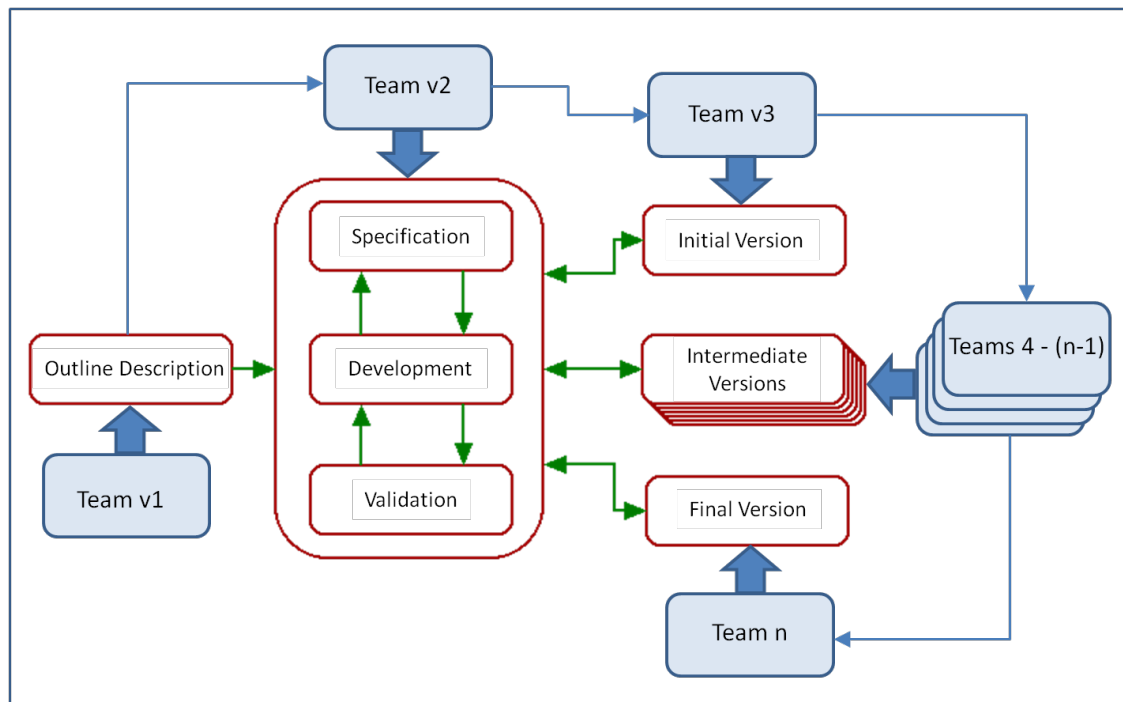 Team v2
Team v3
Specification
Initial Version
Outline Description
Development
Intermediate
Versions
Teams 4 - (n-1)
Team v1
Validation
Final Version
Team n